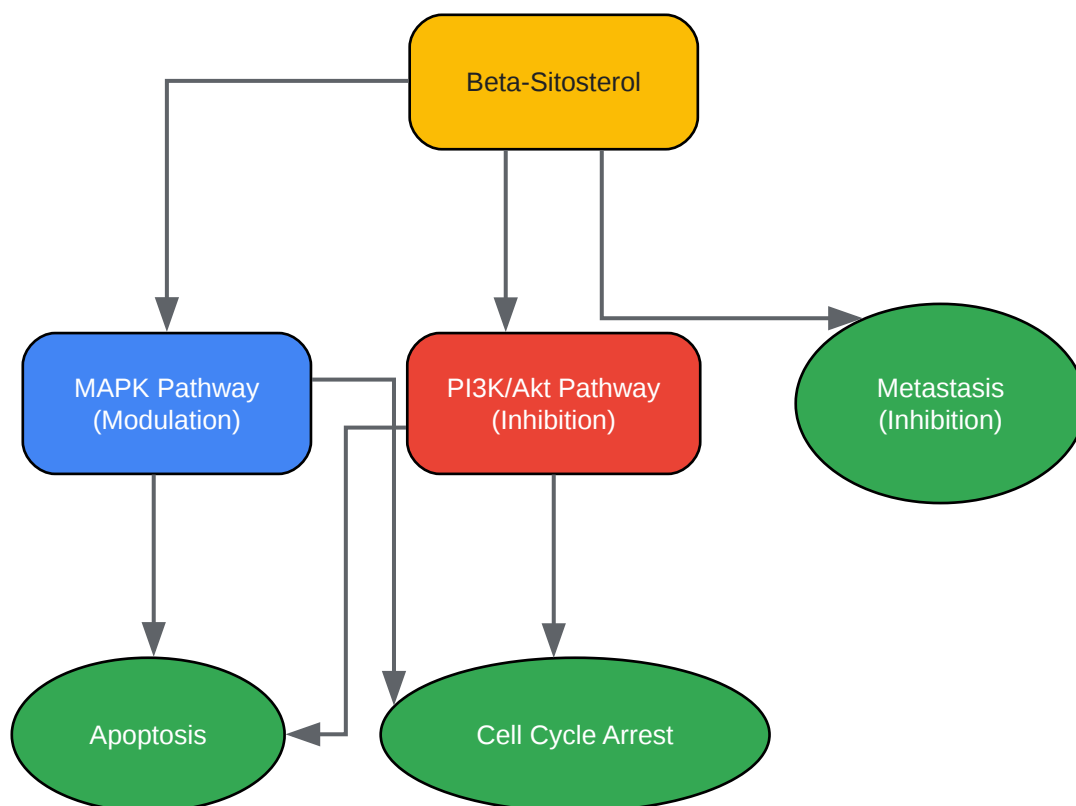 Beta-Sitosterol
MAPK Pathway
(Modulation)
PI3K/Akt Pathway
(Inhibition)
Metastasis
(Inhibition)
Apoptosis
Cell Cycle Arrest